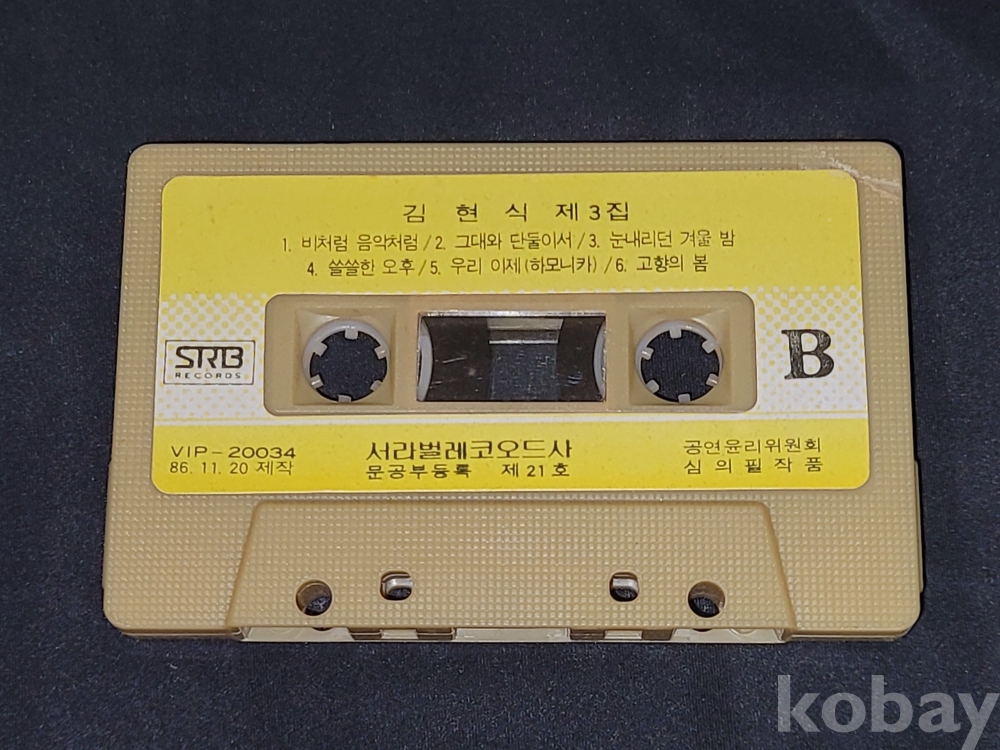 김 현 식 제 3 집
1. 비처럼 음악처럼 / 2. 그대와 단둘이서 / 3. 눈내리던 겨울 밤
4. 쓸쓸한 오후 / 5. 우리 이제 (하모니카) / 6. 고향의 봄
SRB
RECORDS
B
VIP - 20034
86. 11. 20 제작
서라벌레코오드사
문공부등록 제 21 호
공연윤리위원회
심 의 필 작 품
kobay